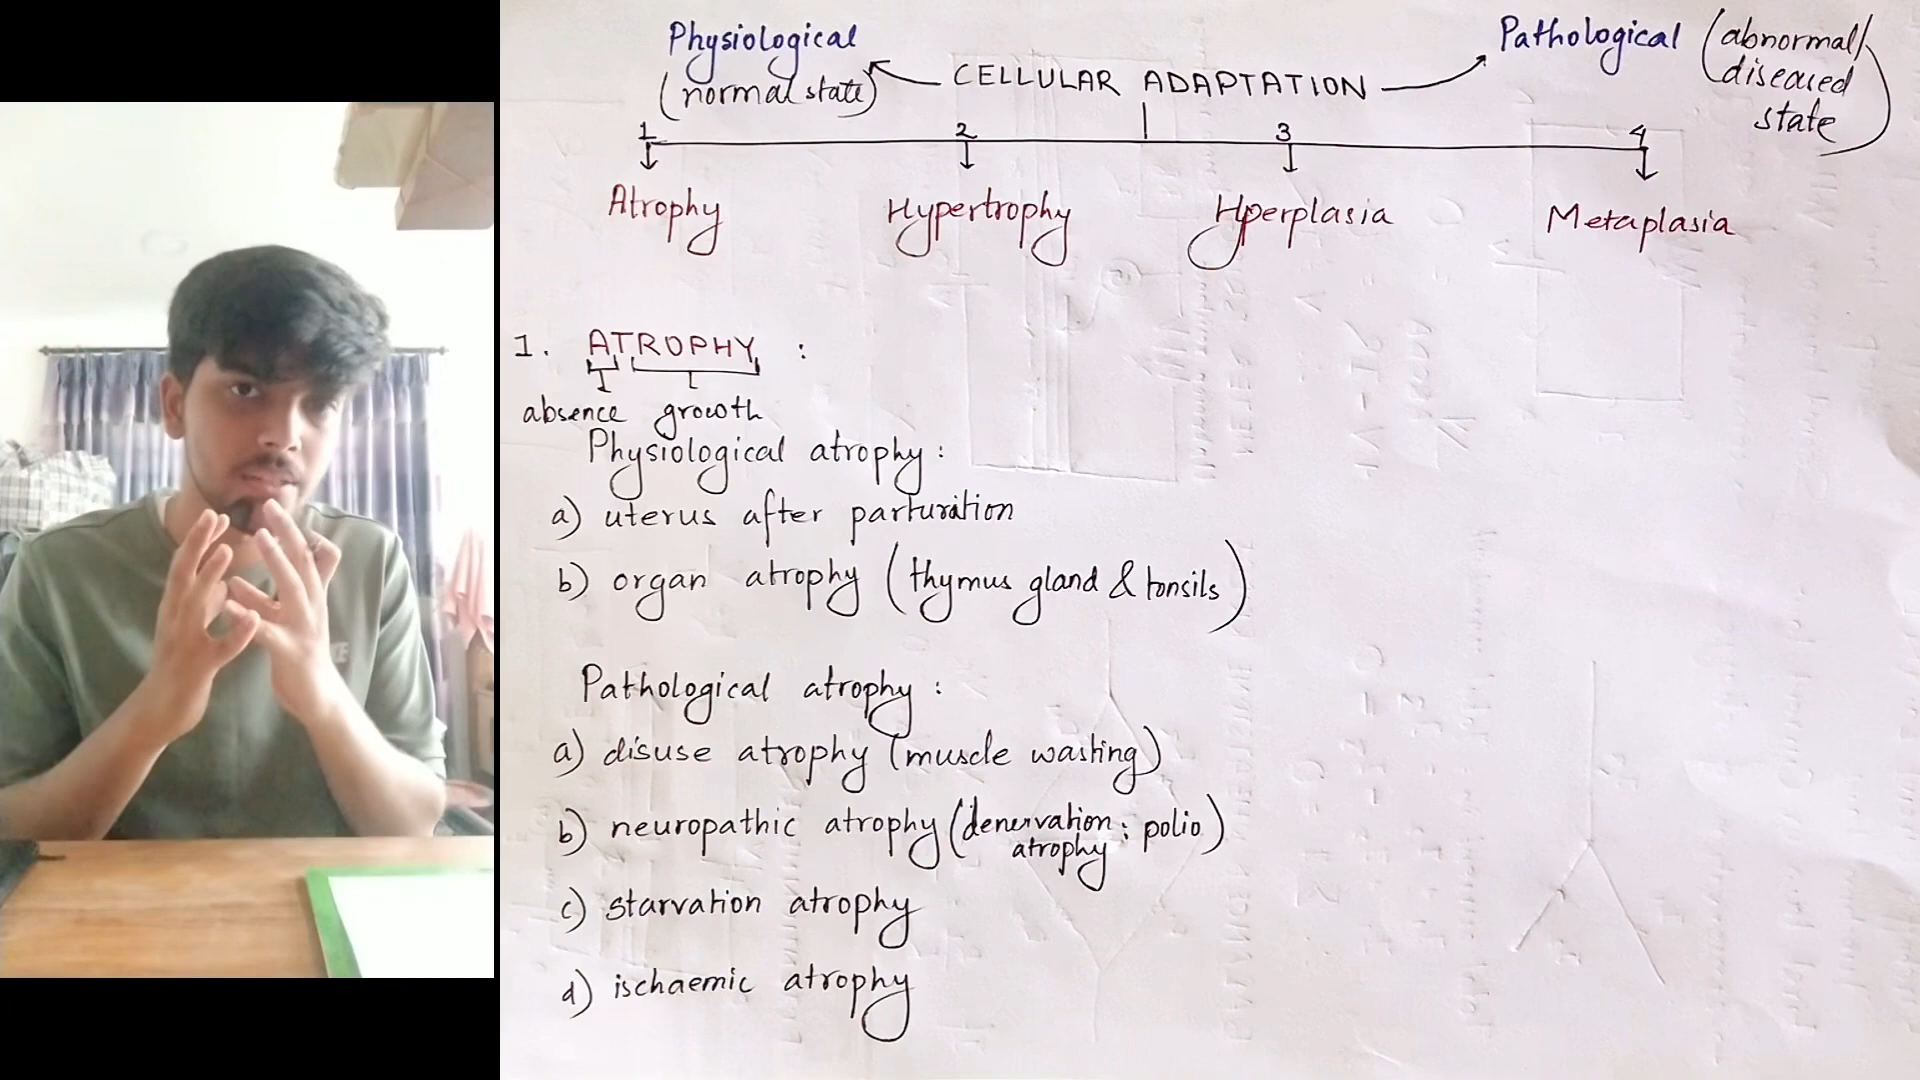 Physiological
(normal state)
CELLULAR ADAPTATION
Pathological (abnormal/
diseased
state)
1 2 3 4
Atrophy Hypertrophy Hperplasia Metaplasia
1. ATROPHY :
absence growth
Physiological atrophy :
a) uterus after parturition
b) organ atrophy (thymus gland & tonsils)
Pathological atrophy :
a) disuse atrophy (muscle wasting)
b) neuropathic atrophy (denervation : polio)
atrophy
c) starvation atrophy
d) ischaemic atrophy